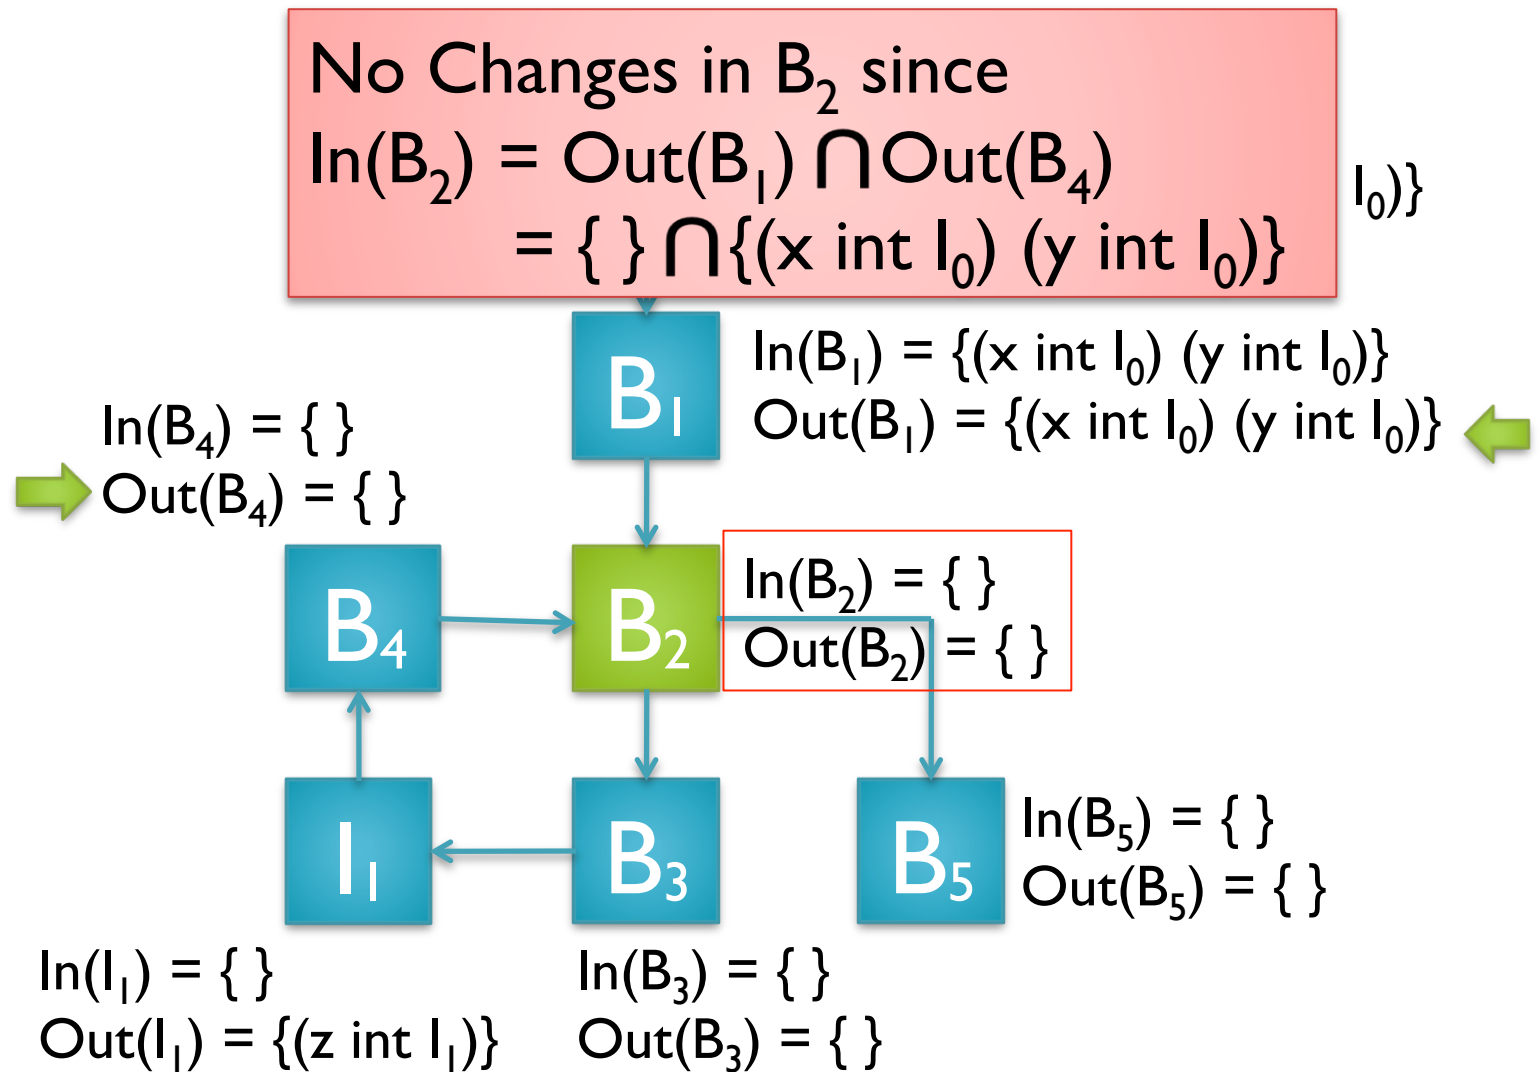 No Changes in B₂ since
In(B₂) = Out(B₁) ⋂ Out(B₄)
= { } ⋂ {(x int I₀) (y int I₀)}
I₀)}
B₁
In(B₁) = {(x int I₀) (y int I₀)}
Out(B₁) = {(x int I₀) (y int I₀)}
In(B₄) = { }
Out(B₄) = { }
B₄
B₂
In(B₂) = { }
Out(B₂) = { }
I₁
B₃
B₅
In(B₅) = { }
Out(B₅) = { }
In(I₁) = { }
Out(I₁) = {(z int I₁)}
In(B₃) = { }
Out(B₃) = { }